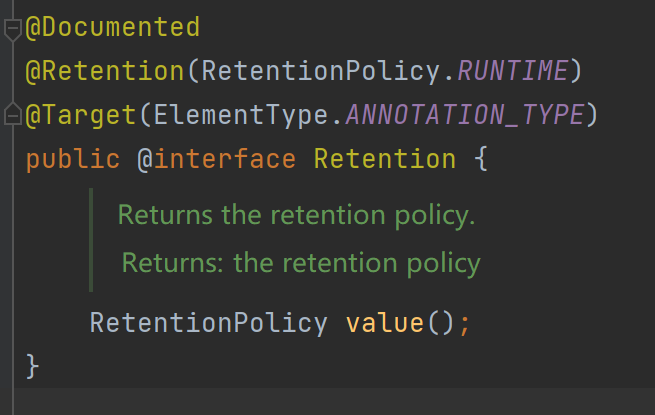 @Documented
@Retention(RetentionPolicy.RUNTIME)
@Target(ElementType.ANNOTATION_TYPE)
public @interface Retention {
Returns the retention policy.
Returns: the retention policy
RetentionPolicy value();
}